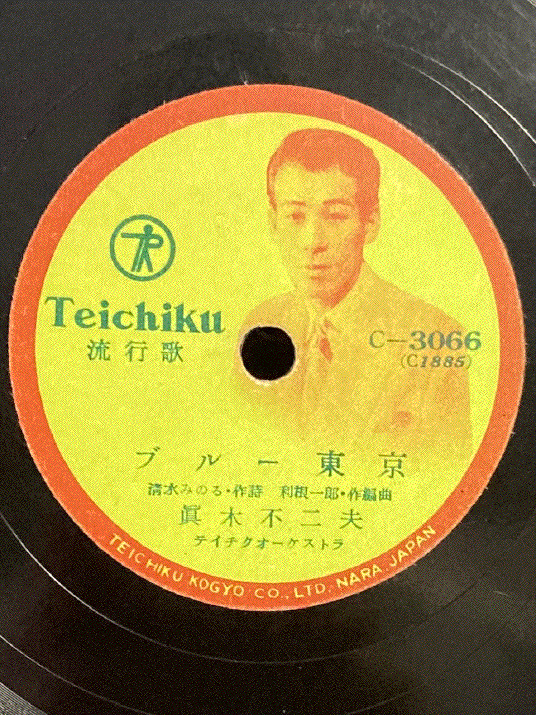 Teichiku
流行歌
C-3066
(C1885)
ブルー東京
清水みのる・作詩 利根一郎・作編曲
眞木不二夫
テイチクオーケストラ
TEICHIKU KOGYO CO., LTD. NARA, JAPAN